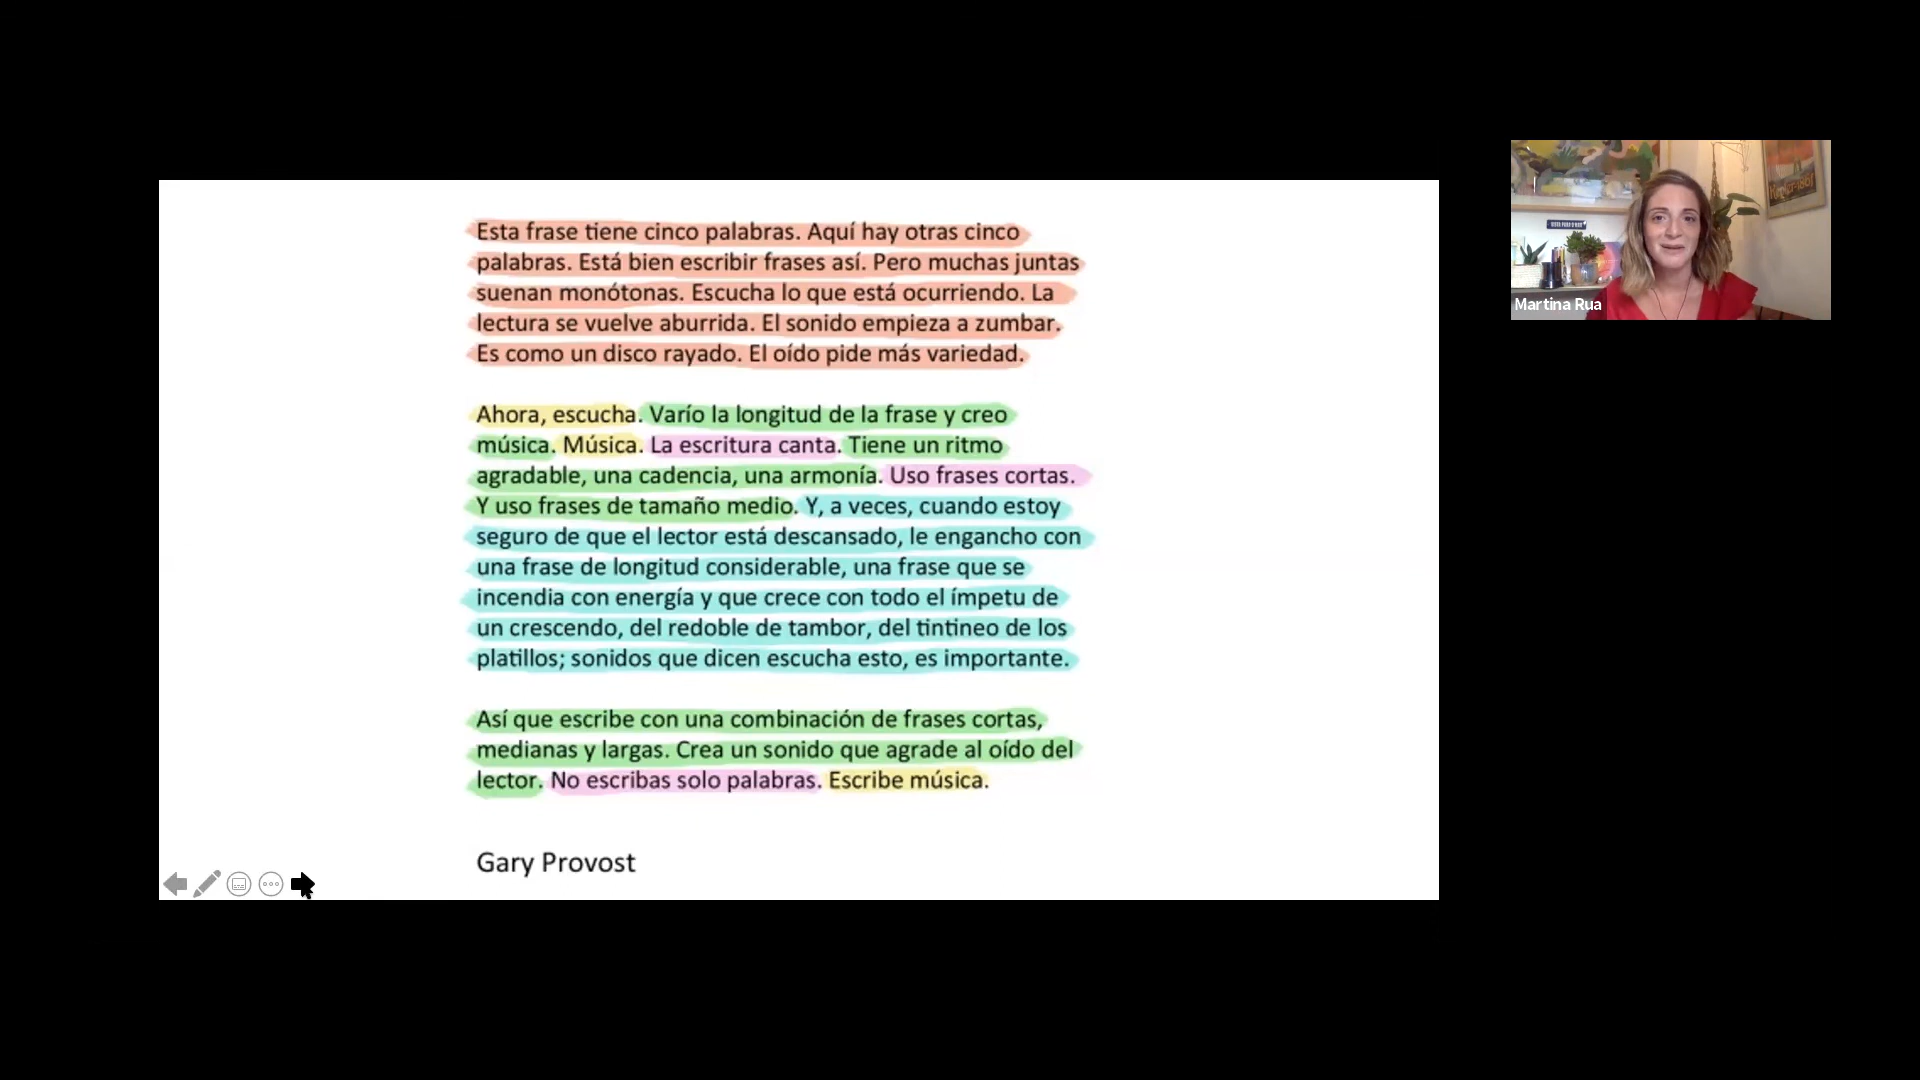 Esta frase tiene cinco palabras. Aquí hay otras cinco
palabras. Está bien escribir frases así. Pero muchas juntas
suenan monótonas. Escucha lo que está ocurriendo. La
lectura se vuelve aburrida. El sonido empieza a zumbar.
Es como un disco rayado. El oído pide más variedad.
Ahora, escucha. Varío la longitud de la frase y creo
música. Música. La escritura canta. Tiene un ritmo
agradable, una cadencia, una armonía. Uso frases cortas.
Y uso frases de tamaño medio. Y, a veces, cuando estoy
seguro de que el lector está descansado, le engancho con
una frase de longitud considerable, una frase que se
incendia con energía y que crece con todo el ímpetu de
un crescendo, del redoble de tambor, del tintineo de los
platillos; sonidos que dicen escucha esto, es importante.
Así que escribe con una combinación de frases cortas,
medianas y largas. Crea un sonido que agrade al oído del
lector. No escribas solo palabras. Escribe música.
Gary Provost
Martina Rua